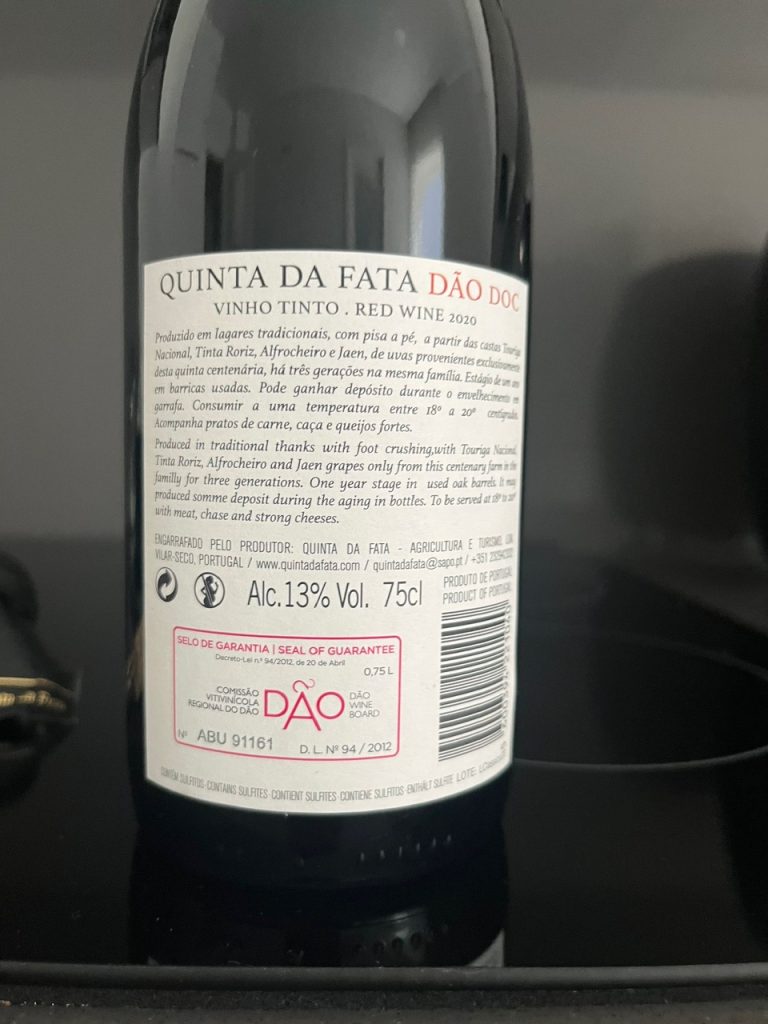 QUINTA DA FATA DÃO DOC
VINHO TINTO . RED WINE 2020
Produzido em lagares tradicionais, com pisa a pé, a partir das castas Touriga
Nacional, Tinta Roriz, Alfrocheiro e Jaen, de uvas provenientes exclusivamente
desta quinta centenária, há três gerações na mesma família. Estágio de um ano
em barricas usadas. Pode ganhar depósito durante o envelhecimento em
garrafa. Consumir a uma temperatura entre 18º a 20º centígrados.
Acompanha pratos de carne, caça e queijos fortes.
Produced in traditional thanks with foot crushing,with Touriga Nacional,
Tinta Roriz, Alfrocheiro and Jaen grapes only from this centenary farm in the
familly for three generations. One year stage in used oak barrels. It may
produced somme deposit during the aging in bottles. To be served at 18º to 20º
with meat, chase and strong cheeses.
ENGARRAFADO PELO PRODUTOR: QUINTA DA FATA - AGRICULTURA E TURISMO, LDA.
VILAR-SECO, PORTUGAL / www.quintadafata.com / quintadafata@sapo.pt / +351
Alc.13% Vol. 75cl
PRODUTO DE PORTUGAL
PRODUCT OF PORTUGAL
SELO DE GARANTIA | SEAL OF GUARANTEE
Decreto-Lei n.º 94/2012, de 20 de Abril
0,75 L
COMISSÃO
VITIVINÍCOLA
REGIONAL DO DÃO
DÃO
DÃO
WINE
BOARD
Nº ABU 91161
D. L. Nº 94 / 2012
CONTÉM SULFITOS·CONTAINS SULFITES·CONTIENT SULFITES·CONTIENE SULFITOS·ENTHÄLT SULFITE LOTE: